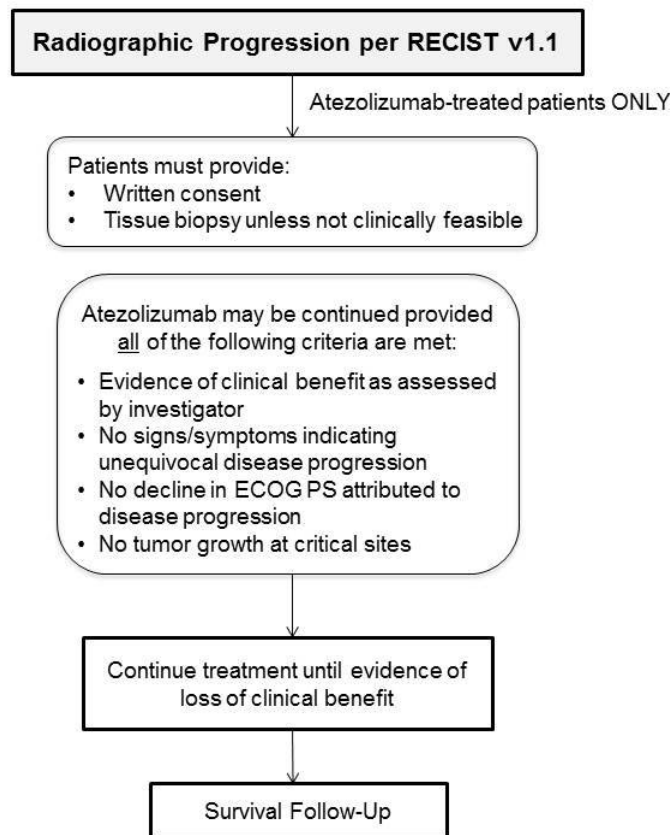 Radiographic Progression per RECIST v1.1
Atezolizumab-treated patients ONLY
Patients must provide:
• Written consent
• Tissue biopsy unless not clinically feasible
Atezolizumab may be continued provided
all of the following criteria are met:
• Evidence of clinical benefit as assessed
by investigator
• No signs/symptoms indicating
unequivocal disease progression
• No decline in ECOG PS attributed to
disease progression
• No tumor growth at critical sites
Continue treatment until evidence of
loss of clinical benefit
Survival Follow-Up